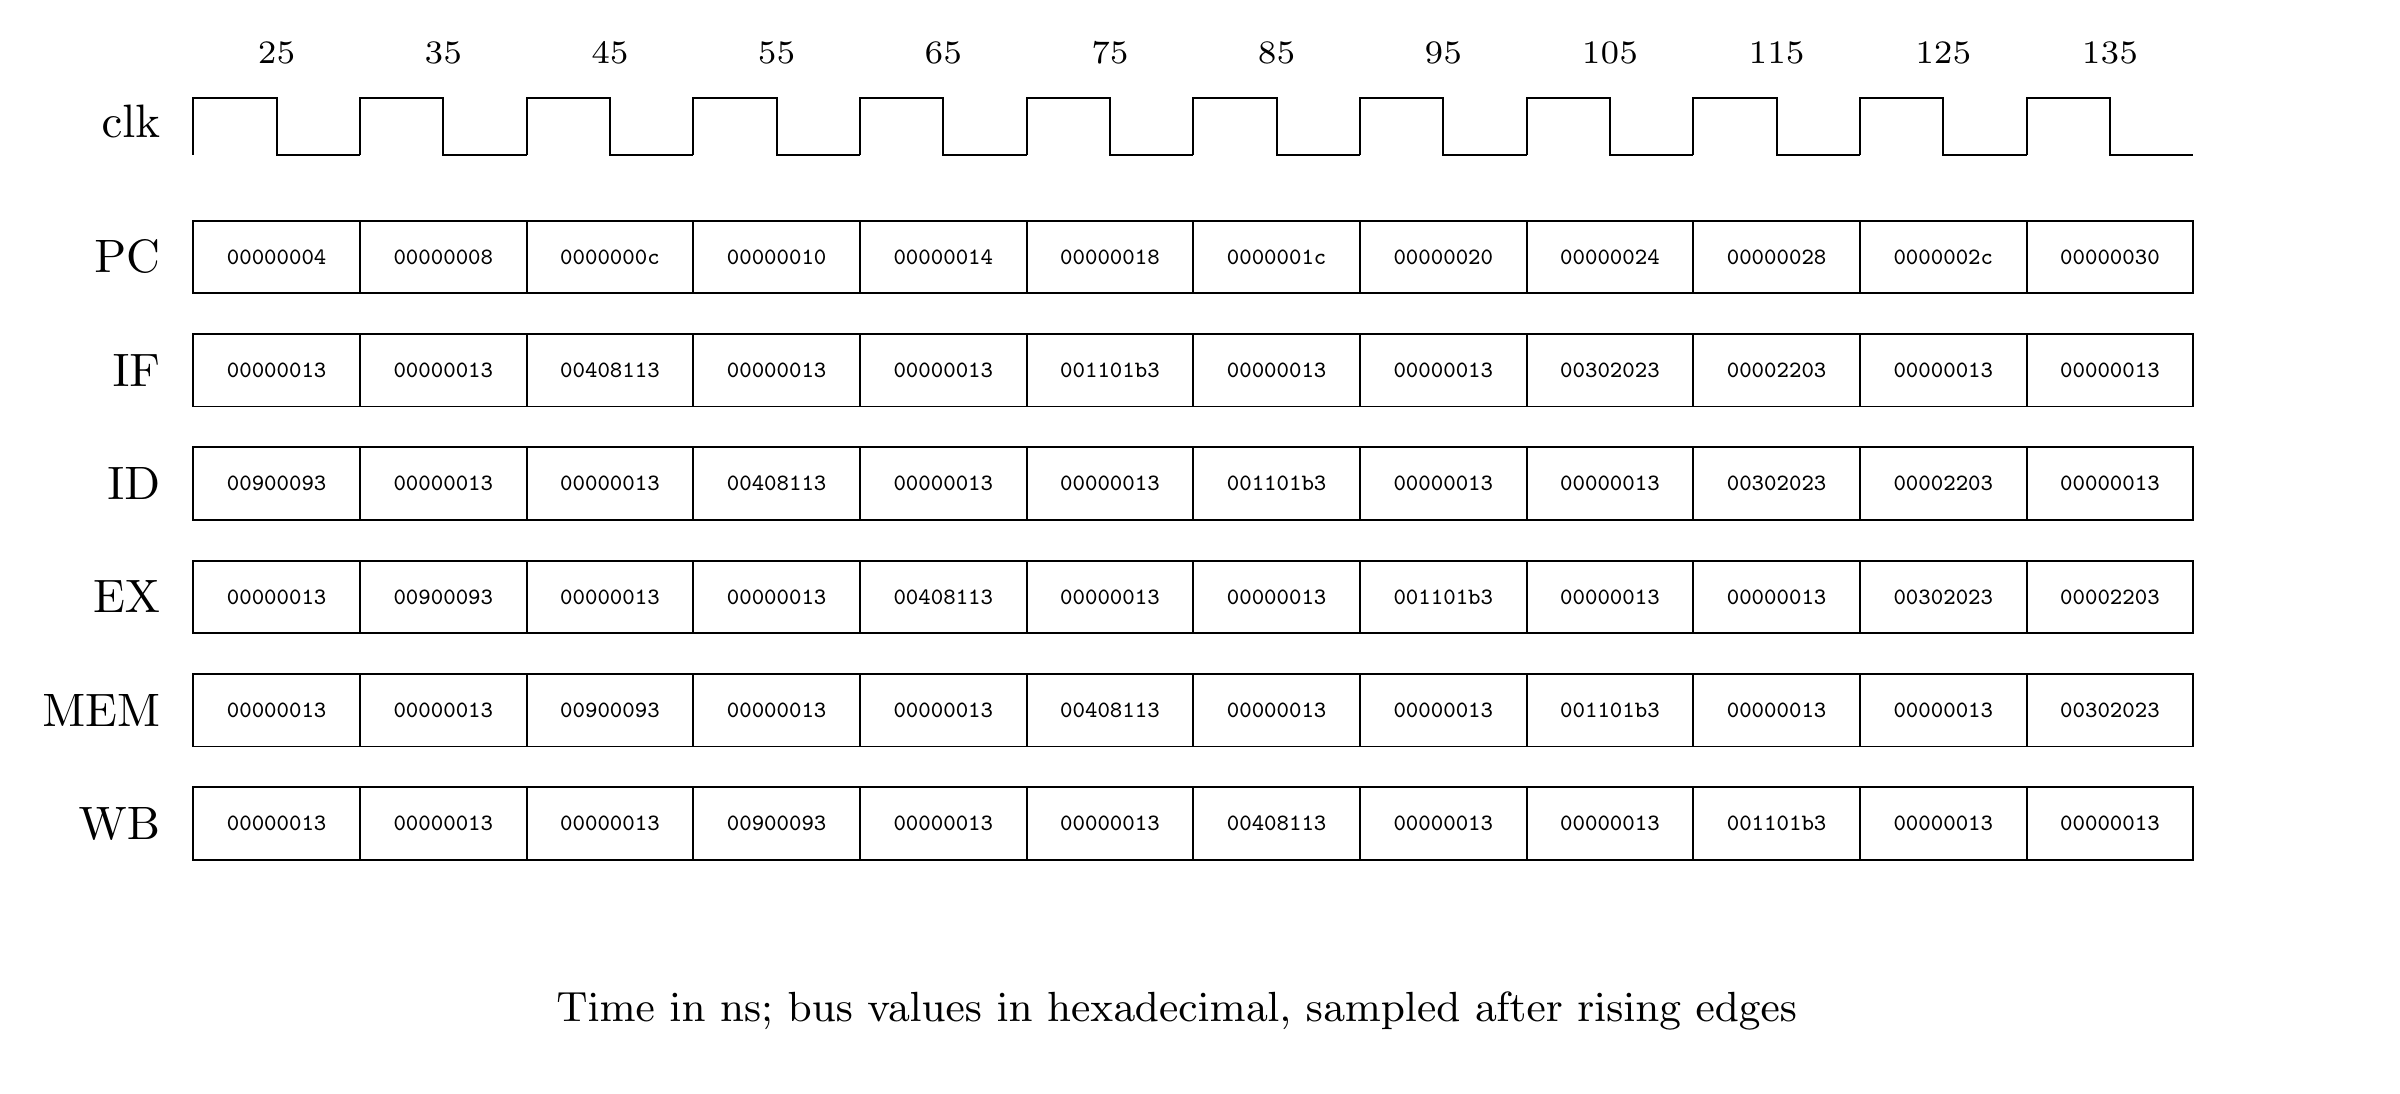 25 35 45 55 65 75 85 95 105 115 125 135
clk
PC 00000004 00000008 0000000c 00000010 00000014 00000018 0000001c 00000020 00000024 00000028 0000002c 00000030
IF 00000013 00000013 00408113 00000013 00000013 001101b3 00000013 00000013 00302023 00002203 00000013 00000013
ID 00900093 00000013 00000013 00408113 00000013 00000013 001101b3 00000013 00000013 00302023 00002203 00000013
EX 00000013 00900093 00000013 00000013 00408113 00000013 00000013 001101b3 00000013 00000013 00302023 00002203
MEM 00000013 00000013 00900093 00000013 00000013 00408113 00000013 00000013 001101b3 00000013 00000013 00302023
WB 00000013 00000013 00000013 00900093 00000013 00000013 00408113 00000013 00000013 001101b3 00000013 00000013
Time in ns; bus values in hexadecimal, sampled after rising edges